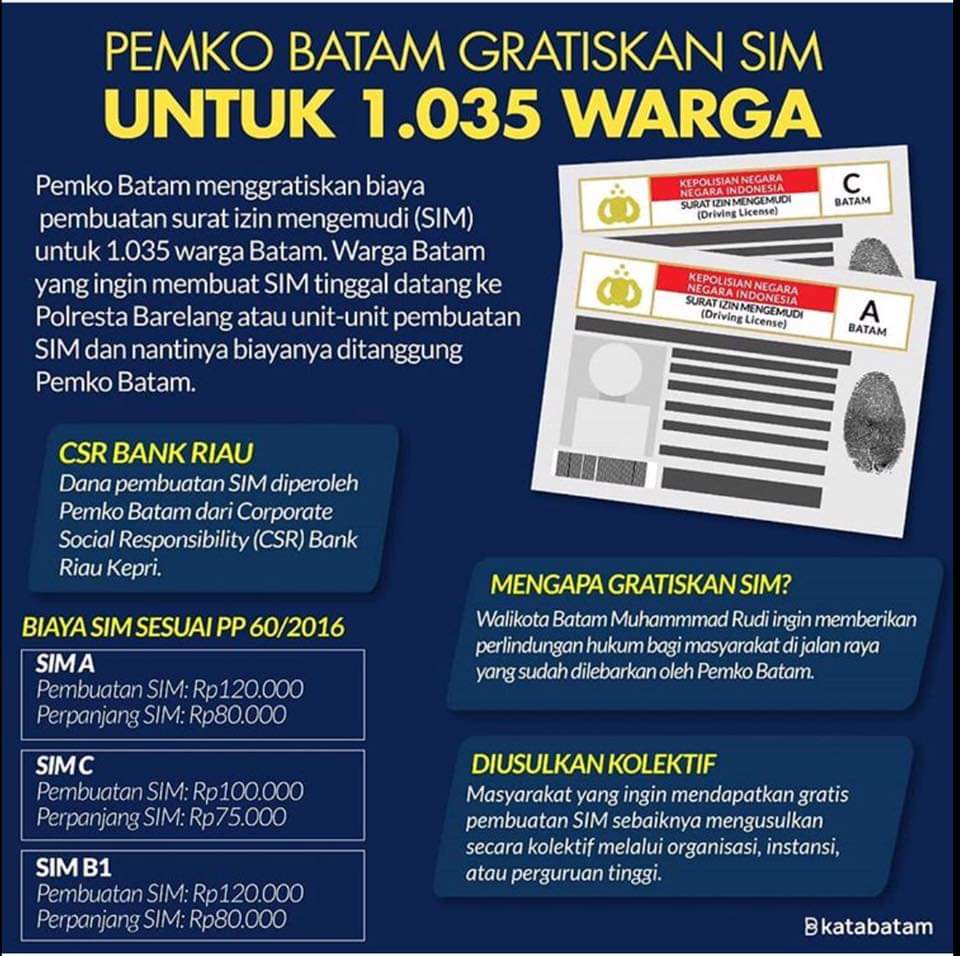 PEMKO BATAM GRATISKAN SIM
UNTUK 1.035 WARGA
Pemko Batam menggratiskan biaya
pembuatan surat izin mengemudi (SIM)
untuk 1.035 warga Batam. Warga Batam
yang ingin membuat SIM tinggal datang ke
Polresta Barelang atau unit-unit pembuatan
SIM dan nantinya biayanya ditanggung
Pemko Batam.
KEPOLISIAN NEGARA
NEGARA INDONESIA
SURAT IZIN MENGEMUDI
(Driving License)
C
BATAM
KEPOLISIAN NEGARA
NEGARA INDONESIA
SURAT IZIN MENGEMUDI
(Driving License)
A
BATAM
CSR BANK RIAU
Dana pembuatan SIM diperoleh
Pemko Batam dari Corporate
Social Responsibility (CSR) Bank
Riau Kepri.
BIAYA SIM SESUAI PP 60/2016
SIM A
Pembuatan SIM: Rp120.000
Perpanjang SIM: Rp80.000
SIM C
Pembuatan SIM: Rp100.000
Perpanjang SIM: Rp75.000
SIM B1
Pembuatan SIM: Rp120.000
Perpanjang SIM: Rp80.000
MENGAPA GRATISKAN SIM?
Walikota Batam Muhammmad Rudi ingin memberikan
perlindungan hukum bagi masyarakat di jalan raya
yang sudah dilebarkan oleh Pemko Batam.
DIUSULKAN KOLEKTIF
Masyarakat yang ingin mendapatkan gratis
pembuatan SIM sebaiknya mengusulkan
secara kolektif melalui organisasi, instansi,
atau perguruan tinggi.
katabatam